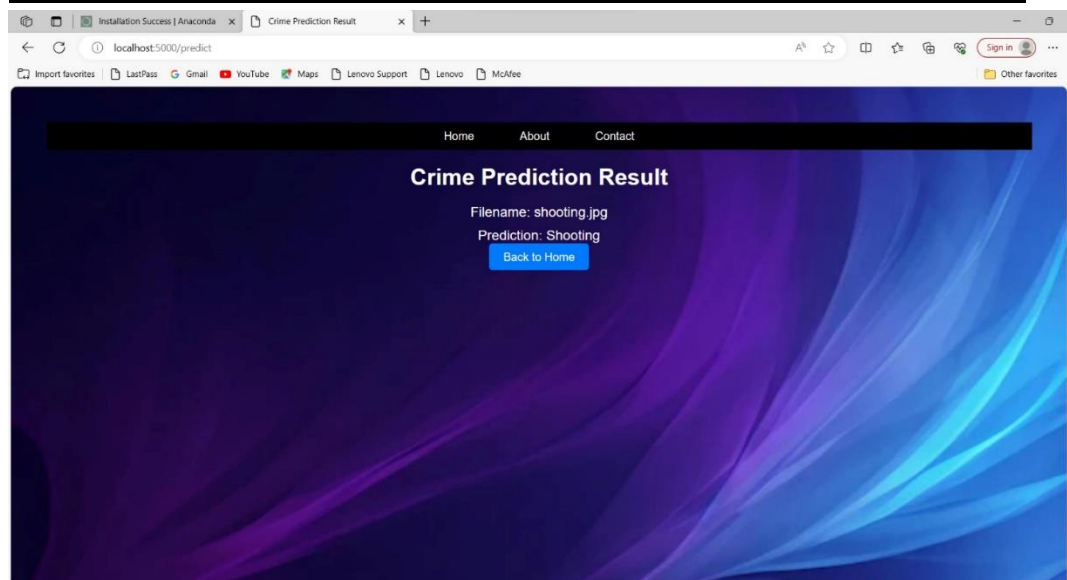 Installation Success | Anaconda
Crime Prediction Result
localhost:5000/predict
Sign in
Import favorites LastPass Gmail YouTube Maps Lenovo Support Lenovo McAfee Other favorites
Home About Contact
Crime Prediction Result
Filename: shooting.jpg
Prediction: Shooting
Back to Home